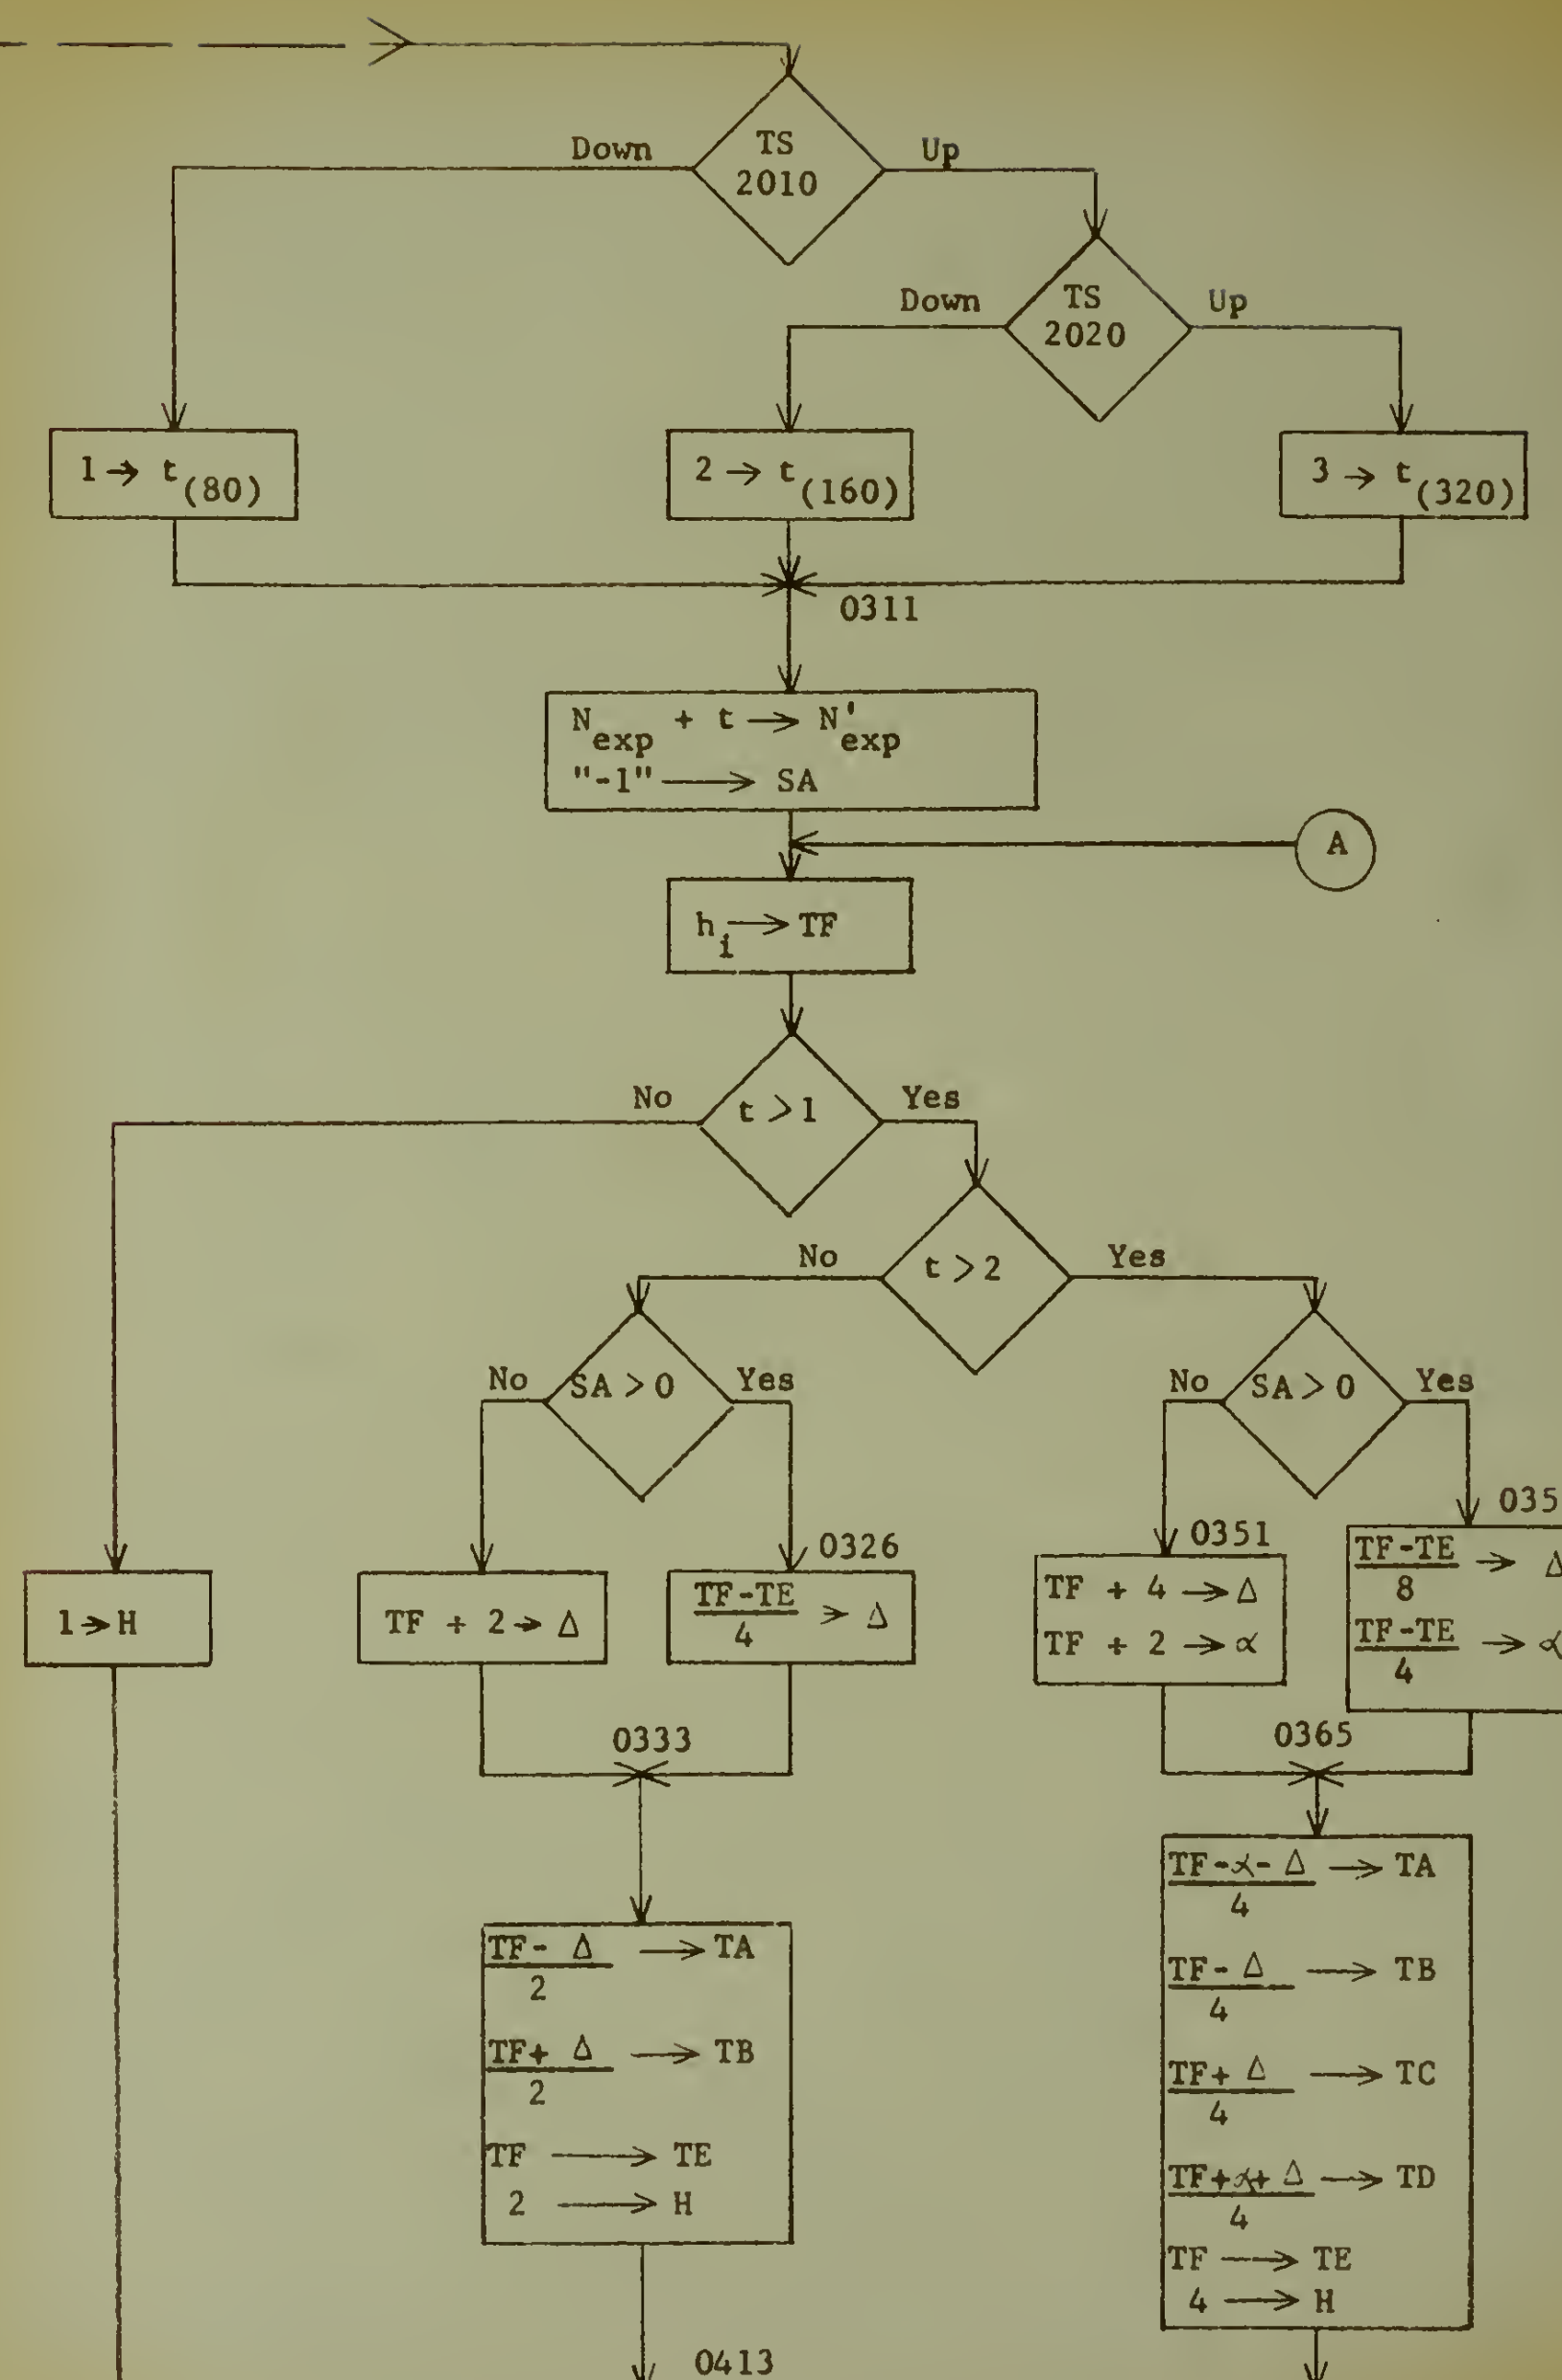 Down
TS
2010
Up
Down
TS
2020
Up
1 → t(80)
2 → t(160)
3 → t(320)
0311
Nexp + t → N'exp
"-1" → SA
A
hi → TF
No
t > 1
Yes
No
t > 2
Yes
No
SA > 0
Yes
No
SA > 0
Yes
1 → H
TF + 2 → Δ
0326
TF-TE
4
→ Δ
0351
TF + 4 → Δ
TF + 2 → α
035
TF-TE
8
→ Δ
TF-TE
4
→ α
0333
0365
TF- Δ
2
→ TA
TF+ Δ
2
→ TB
TF → TE
2 → H
TF-α- Δ
4
→ TA
TF- Δ
4
→ TB
TF+ Δ
4
→ TC
TF+α+ Δ
4
→ TD
TF → TE
4 → H
0413